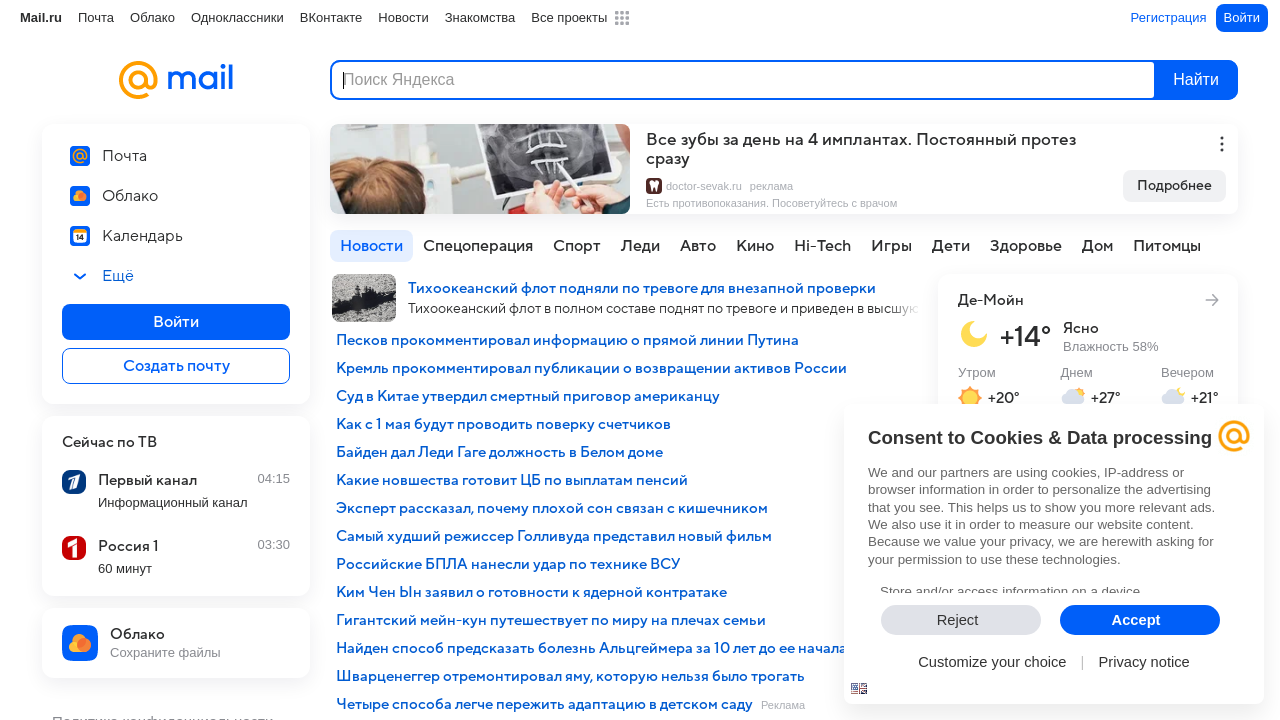 Mail.ru Почта Облако Одноклассники ВКонтакте Новости Знакомства Все проекты Регистрация Войти
@mail
Поиск Яндекса Найти
Почта
Облако
14 Календарь
Ещё
Войти
Создать почту
Сейчас по ТВ
Первый канал 04:15
Информационный канал
Россия 1 03:30
60 минут
Облако
Сохраните файлы
Политика конфиденциальности
Все зубы за день на 4 имплантах. Постоянный протез
сразу
doctor-sevak.ru реклама
Есть противопоказания. Посоветуйтесь с врачом
Подробнее
Новости Спецоперация Спорт Леди Авто Кино Hi-Tech Игры Дети Здоровье Дом Питомцы
Тихоокеанский флот подняли по тревоге для внезапной проверки
Тихоокеанский флот в полном составе поднят по тревоге и приведен в высшую
Песков прокомментировал информацию о прямой линии Путина
Кремль прокомментировал публикации о возвращении активов России
Суд в Китае утвердил смертный приговор американцу
Как с 1 мая будут проводить поверку счетчиков
Байден дал Леди Гаге должность в Белом доме
Какие новшества готовит ЦБ по выплатам пенсий
Эксперт рассказал, почему плохой сон связан с кишечником
Самый худший режиссер Голливуда представил новый фильм
Российские БПЛА нанесли удар по технике ВСУ
Ким Чен Ын заявил о готовности к ядерной контратаке
Гигантский мейн-кун путешествует по миру на плечах семьи
Найден способ предсказать болезнь Альцгеймера за 10 лет до ее начала
Шварценеггер отремонтировал яму, которую нельзя было трогать
Четыре способа легче пережить адаптацию в детском саду Реклама
Де-Мойн
+14° Ясно
Влажность 58%
Утром Днем Вечером
+20° +27° +21°
Consent to Cookies & Data processing
We and our partners are using cookies, IP-address or
browser information in order to personalize the advertising
that you see. This helps us to show you more relevant ads.
We also use it in order to measure our website content.
Because we value your privacy, we are herewith asking for
your permission to use these technologies.
Store and/or access information on a device
Reject Accept
Customize your choice | Privacy notice